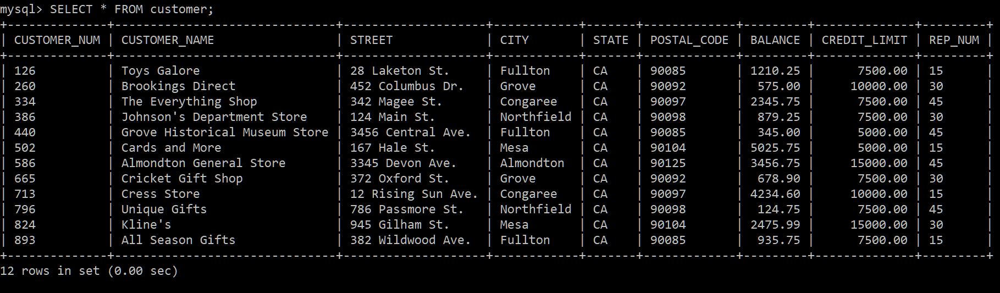 mysql> SELECT * FROM customer;
+--------------+-------------------------------+--------------------+------------+-------+-------------+---------+--------------+---------+
| CUSTOMER_NUM | CUSTOMER_NAME                 | STREET             | CITY       | STATE | POSTAL_CODE | BALANCE | CREDIT_LIMIT | REP_NUM |
+--------------+-------------------------------+--------------------+------------+-------+-------------+---------+--------------+---------+
| 126          | Toys Galore                   | 28 Laketon St.     | Fullton    | CA    | 90085       | 1210.25 |      7500.00 | 15      |
| 260          | Brookings Direct              | 452 Columbus Dr.   | Grove      | CA    | 90092       |  575.00 |     10000.00 | 30      |
| 334          | The Everything Shop           | 342 Magee St.      | Congaree   | CA    | 90097       | 2345.75 |      7500.00 | 45      |
| 386          | Johnson's Department Store    | 124 Main St.       | Northfield | CA    | 90098       |  879.25 |      7500.00 | 30      |
| 440          | Grove Historical Museum Store | 3456 Central Ave.  | Fullton    | CA    | 90085       |  345.00 |      5000.00 | 45      |
| 502          | Cards and More                | 167 Hale St.       | Mesa       | CA    | 90104       | 5025.75 |      5000.00 | 15      |
| 586          | Almondton General Store       | 3345 Devon Ave.    | Almondton  | CA    | 90125       | 3456.75 |     15000.00 | 45      |
| 665          | Cricket Gift Shop             | 372 Oxford St.     | Grove      | CA    | 90092       |  678.90 |      7500.00 | 30      |
| 713          | Cress Store                   | 12 Rising Sun Ave. | Congaree   | CA    | 90097       | 4234.60 |     10000.00 | 15      |
| 796          | Unique Gifts                  | 786 Passmore St.   | Northfield | CA    | 90098       |  124.75 |      7500.00 | 45      |
| 824          | Kline's                       | 945 Gilham St.     | Mesa       | CA    | 90104       | 2475.99 |     15000.00 | 30      |
| 893          | All Season Gifts              | 382 Wildwood Ave.  | Fullton    | CA    | 90085       |  935.75 |      7500.00 | 15      |
+--------------+-------------------------------+--------------------+------------+-------+-------------+---------+--------------+---------+
12 rows in set (0.00 sec)